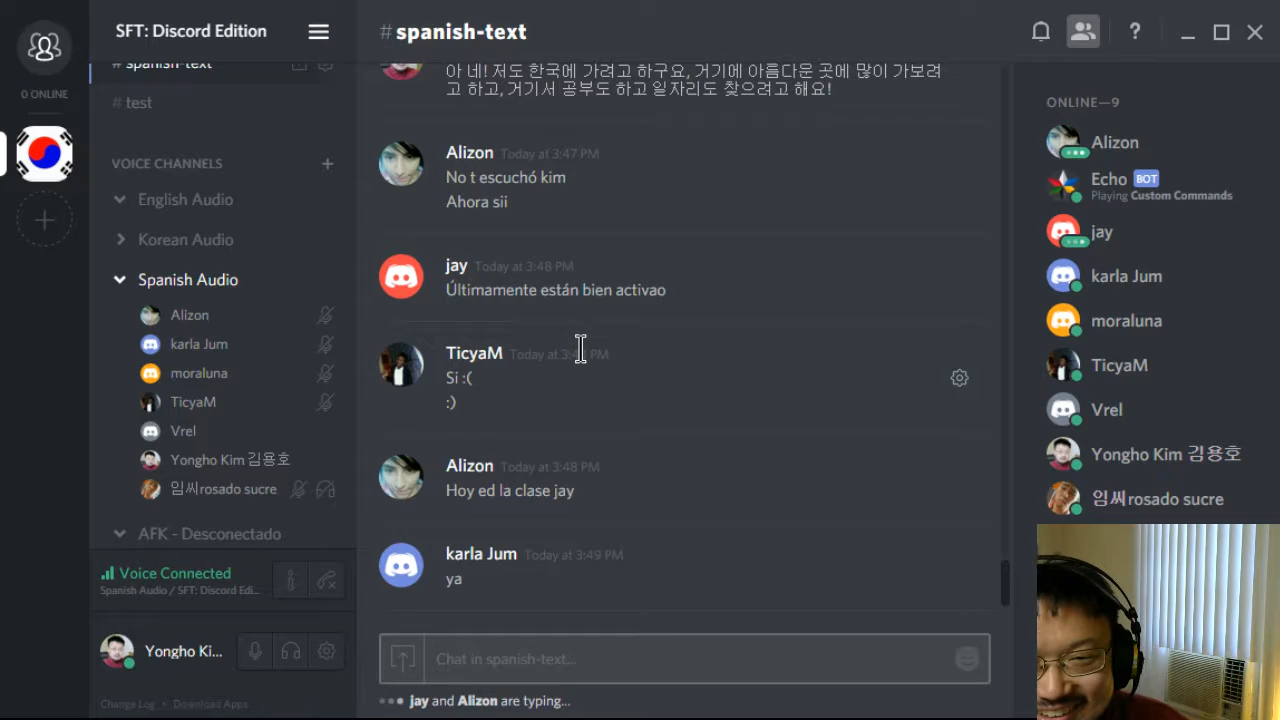 0 ONLINE
SFT: Discord Edition
# spanish-text
# test
VOICE CHANNELS
English Audio
Korean Audio
Spanish Audio
Alizon
karla Jum
moraluna
TicyaM
Vrel
Yongho Kim 김용호
임씨rosado sucre
AFK - Desconectado
Voice Connected
Spanish Audio / SFT: Discord Edi...
Yongho Ki...
Change Log • Download Apps
# spanish-text
아 네! 저도 한국에 가려고 하구요, 거기에 아름다운 곳에 많이 가보려
고 하고, 거기서 공부도 하고 일자리도 찾으려고 해요!
Alizon Today at 3:47 PM
No t escuchó kim
Ahora sii
jay Today at 3:48 PM
Últimamente están bien activao
TicyaM Today at PM
Si :(
:)
Alizon Today at 3:48 PM
Hoy ed la clase jay
karla Jum Today at 3:49 PM
ya
Chat in spanish-text...
jay and Alizon are typing...
ONLINE—9
Alizon
Echo BOT
Playing Custom Commands
jay
karla Jum
moraluna
TicyaM
Vrel
Yongho Kim 김용호
임씨rosado sucre